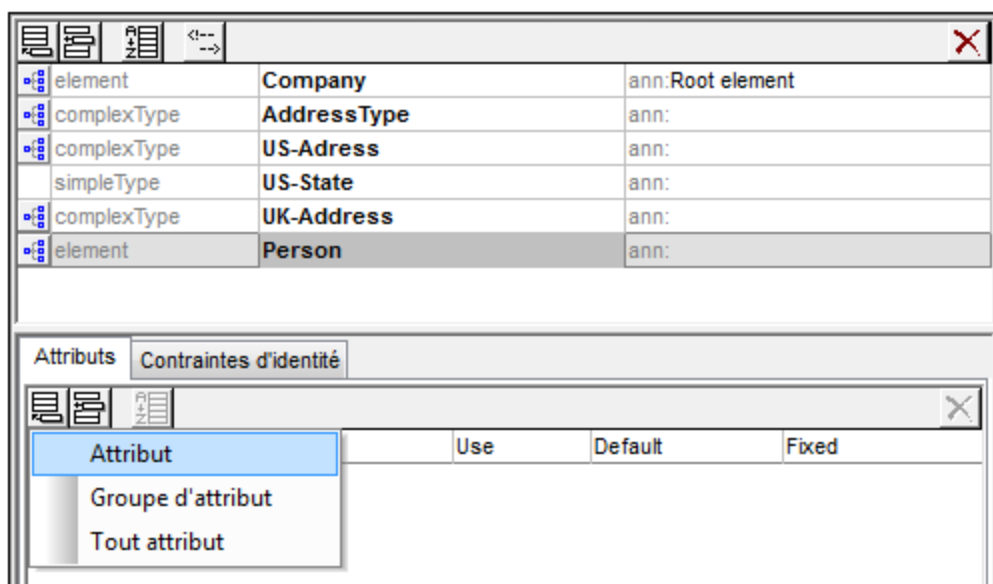 element Company ann:Root element
complexType AddressType ann:
complexType US-Adress ann:
simpleType US-State ann:
complexType UK-Address ann:
element Person ann:
Attributs Contraintes d'identité
Use Default Fixed
Attribut
Groupe d'attribut
Tout attribut